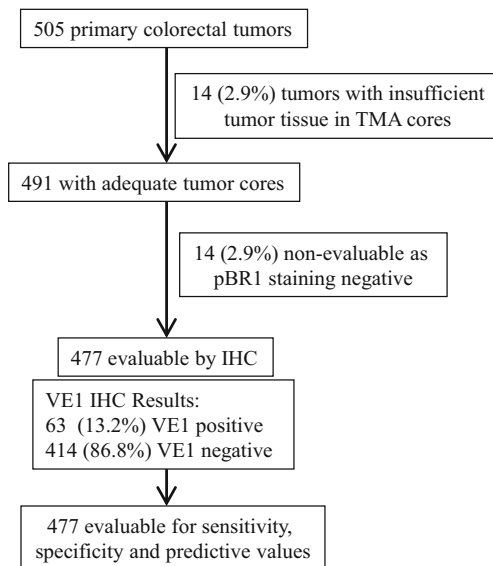 505 primary colorectal tumors
14 (2.9%) tumors with insufficient
tumor tissue in TMA cores
491 with adequate tumor cores
14 (2.9%) non-evaluable as
pBR1 staining negative
477 evaluable by IHC
VE1 IHC Results:
63 (13.2%) VE1 positive
414 (86.8%) VE1 negative
477 evaluable for sensitivity,
specificity and predictive values